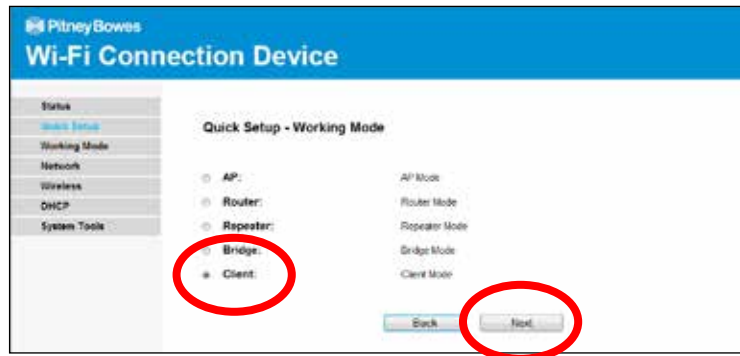 Pitney Bowes
Wi-Fi Connection Device
Status
Quick Setup
Working Mode
Network
Wireless
DHCP
System Tools
Quick Setup - Working Mode
AP: AP Mode
Router: Router Mode
Repeater: Repeater Mode
Bridge: Bridge Mode
Client: Client Mode
Back Next